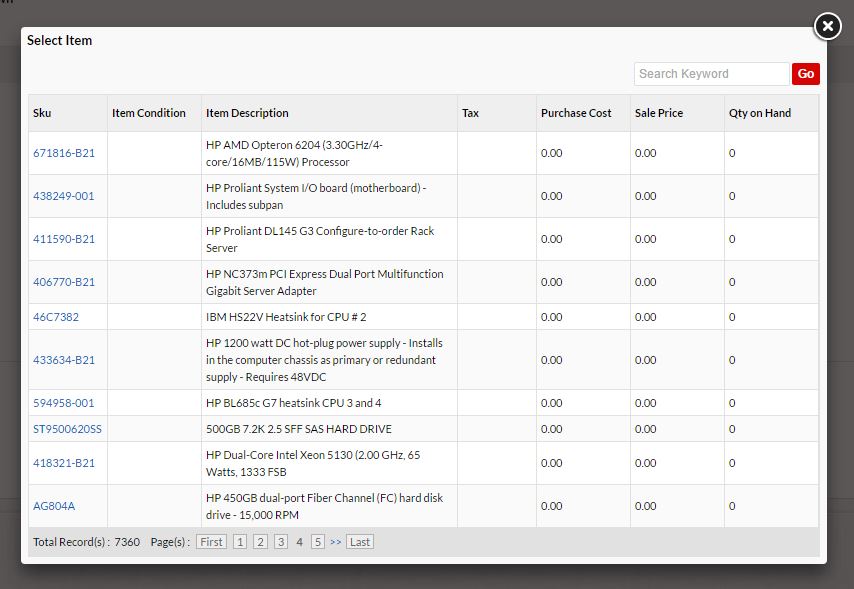 Select Item
Search Keyword Go
Sku Item Condition Item Description Tax Purchase Cost Sale Price Qty on Hand
671816-B21 HP AMD Opteron 6204 (3.30GHz/4-
core/16MB/115W) Processor 0.00 0.00 0
438249-001 HP Proliant System I/O board (motherboard) -
Includes subpan 0.00 0.00 0
411590-B21 HP Proliant DL145 G3 Configure-to-order Rack
Server 0.00 0.00 0
406770-B21 HP NC373m PCI Express Dual Port Multifunction
Gigabit Server Adapter 0.00 0.00 0
46C7382 IBM HS22V Heatsink for CPU # 2 0.00 0.00 0
433634-B21 HP 1200 watt DC hot-plug power supply - Installs
in the computer chassis as primary or redundant
supply - Requires 48VDC 0.00 0.00 0
594958-001 HP BL685c G7 heatsink CPU 3 and 4 0.00 0.00 0
ST9500620SS 500GB 7.2K 2.5 SFF SAS HARD DRIVE 0.00 0.00 0
418321-B21 HP Dual-Core Intel Xeon 5130 (2.00 GHz, 65
Watts, 1333 FSB 0.00 0.00 0
AG804A HP 450GB dual-port Fiber Channel (FC) hard disk
drive - 15,000 RPM 0.00 0.00 0
Total Record(s) : 7360 Page(s) : First 1 2 3 4 5 >> Last